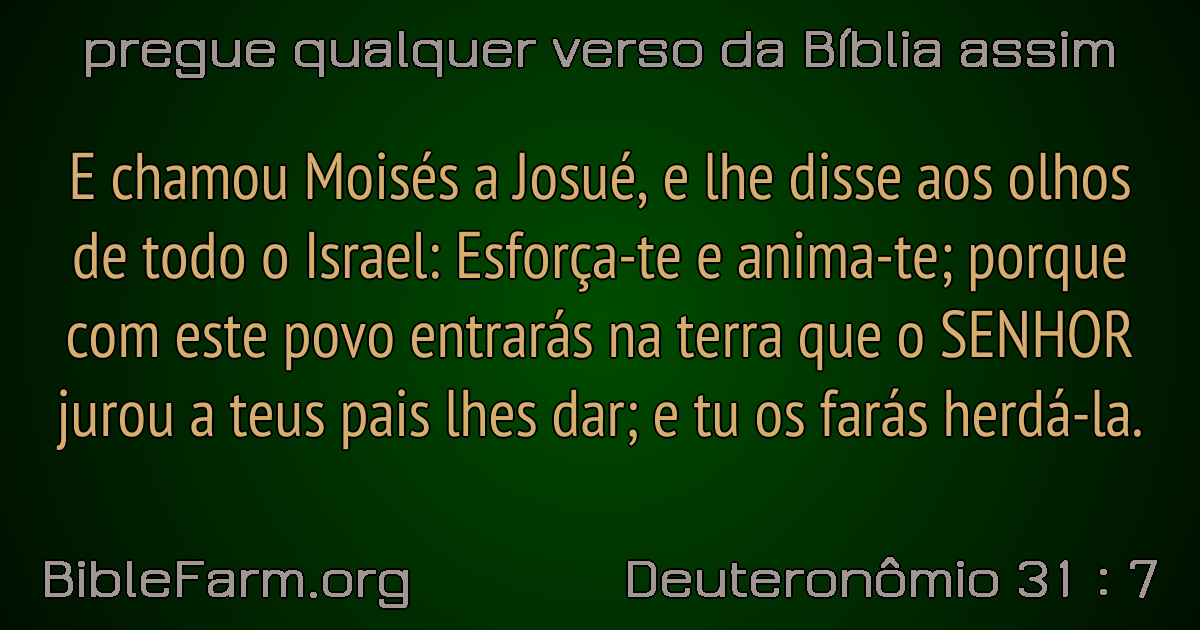 pregue qualquer verso da Bíblia assim
E chamou Moisés a Josué, e lhe disse aos olhos
de todo o Israel: Esforça-te e anima-te; porque
com este povo entrarás na terra que o SENHOR
jurou a teus pais lhes dar; e tu os farás herdá-la.
BibleFarm.org Deuteronômio 31 : 7